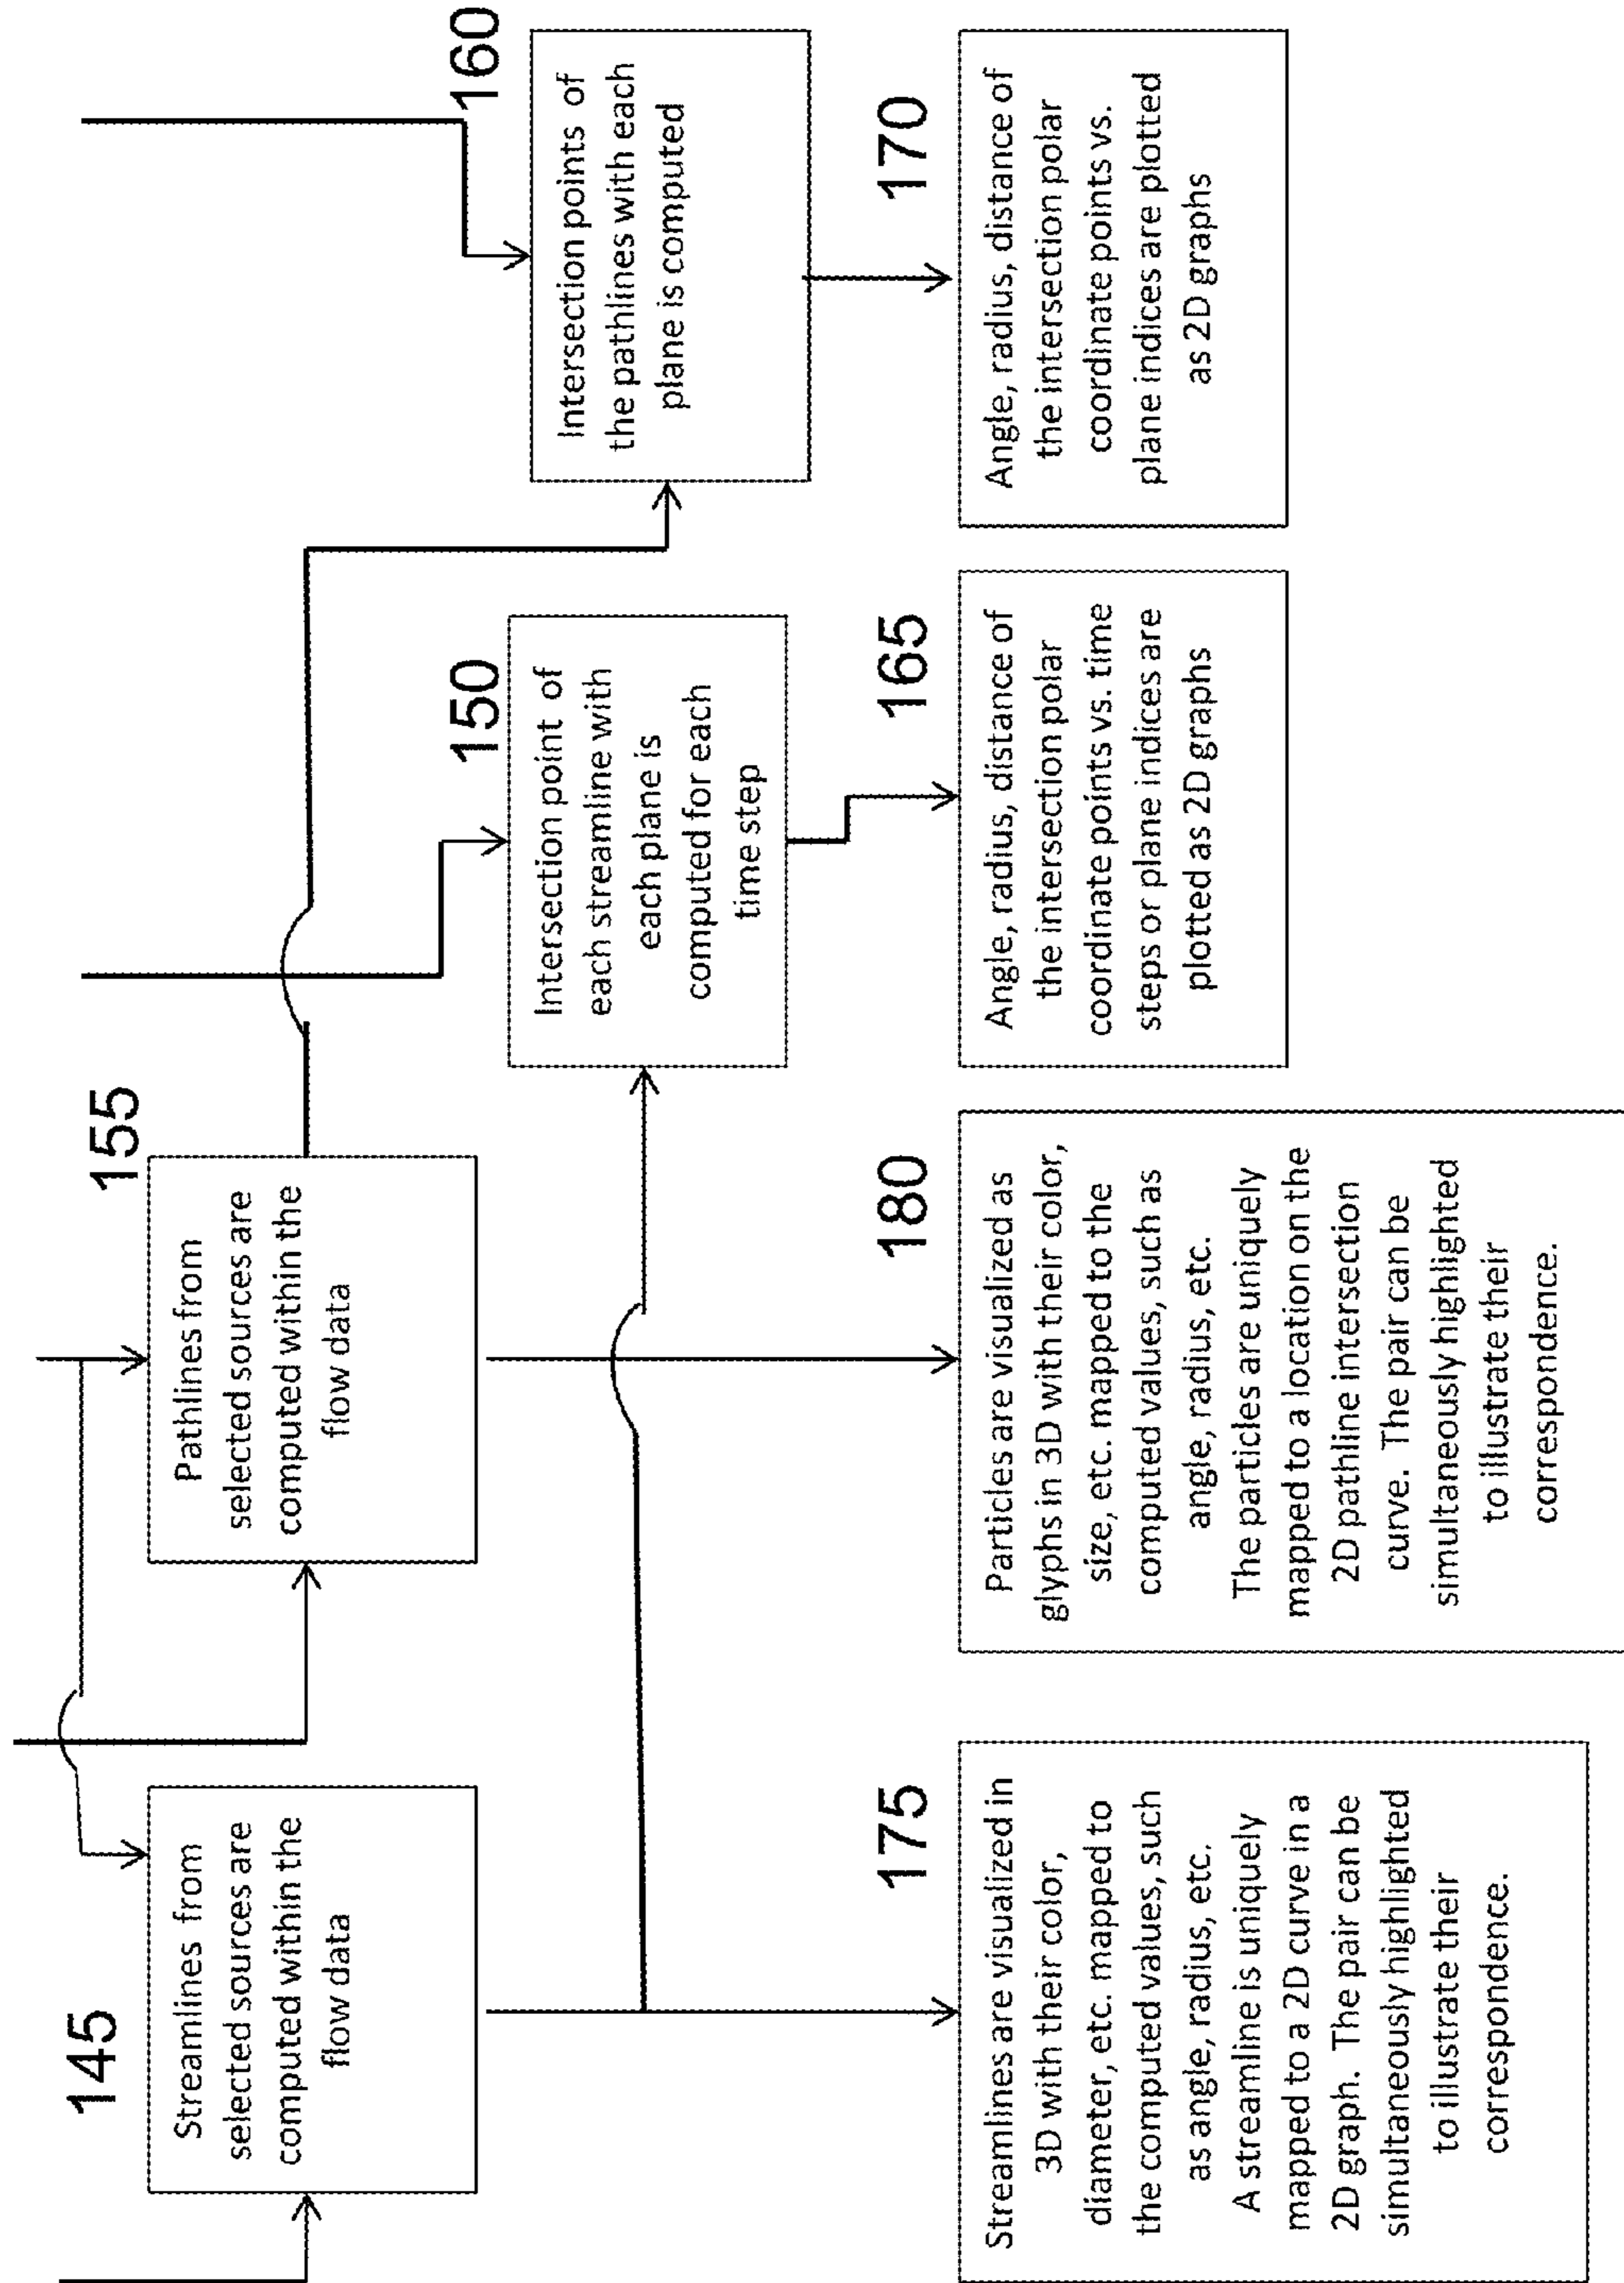 145
Streamlines from
selected sources are
computed within the
flow data
155
Pathlines from
selected sources are
computed within the
flow data
150
Intersection point of
each streamline with
each plane is
computed for each
time step
160
Intersection points of
the pathlines with each
plane is computed
175
Streamlines are visualized in
3D with their color,
diameter, etc. mapped to
the computed values, such
as angle, radius, etc.
A streamline is uniquely
mapped to a 2D curve in a
2D graph. The pair can be
simultaneously highlighted
to illustrate their
correspondence.
180
Particles are visualized as
glyphs in 3D with their color,
size, etc. mapped to the
computed values, such as
angle, radius, etc.
The particles are uniquely
mapped to a location on the
2D pathline intersection
curve. The pair can be
simultaneously highlighted
to illustrate their
correspondence.
165
Angle, radius, distance of
the intersection polar
coordinate points vs. time
steps or plane indices are
plotted as 2D graphs
170
Angle, radius, distance of
the intersection polar
coordinate points vs.
plane indices are plotted
as 2D graphs